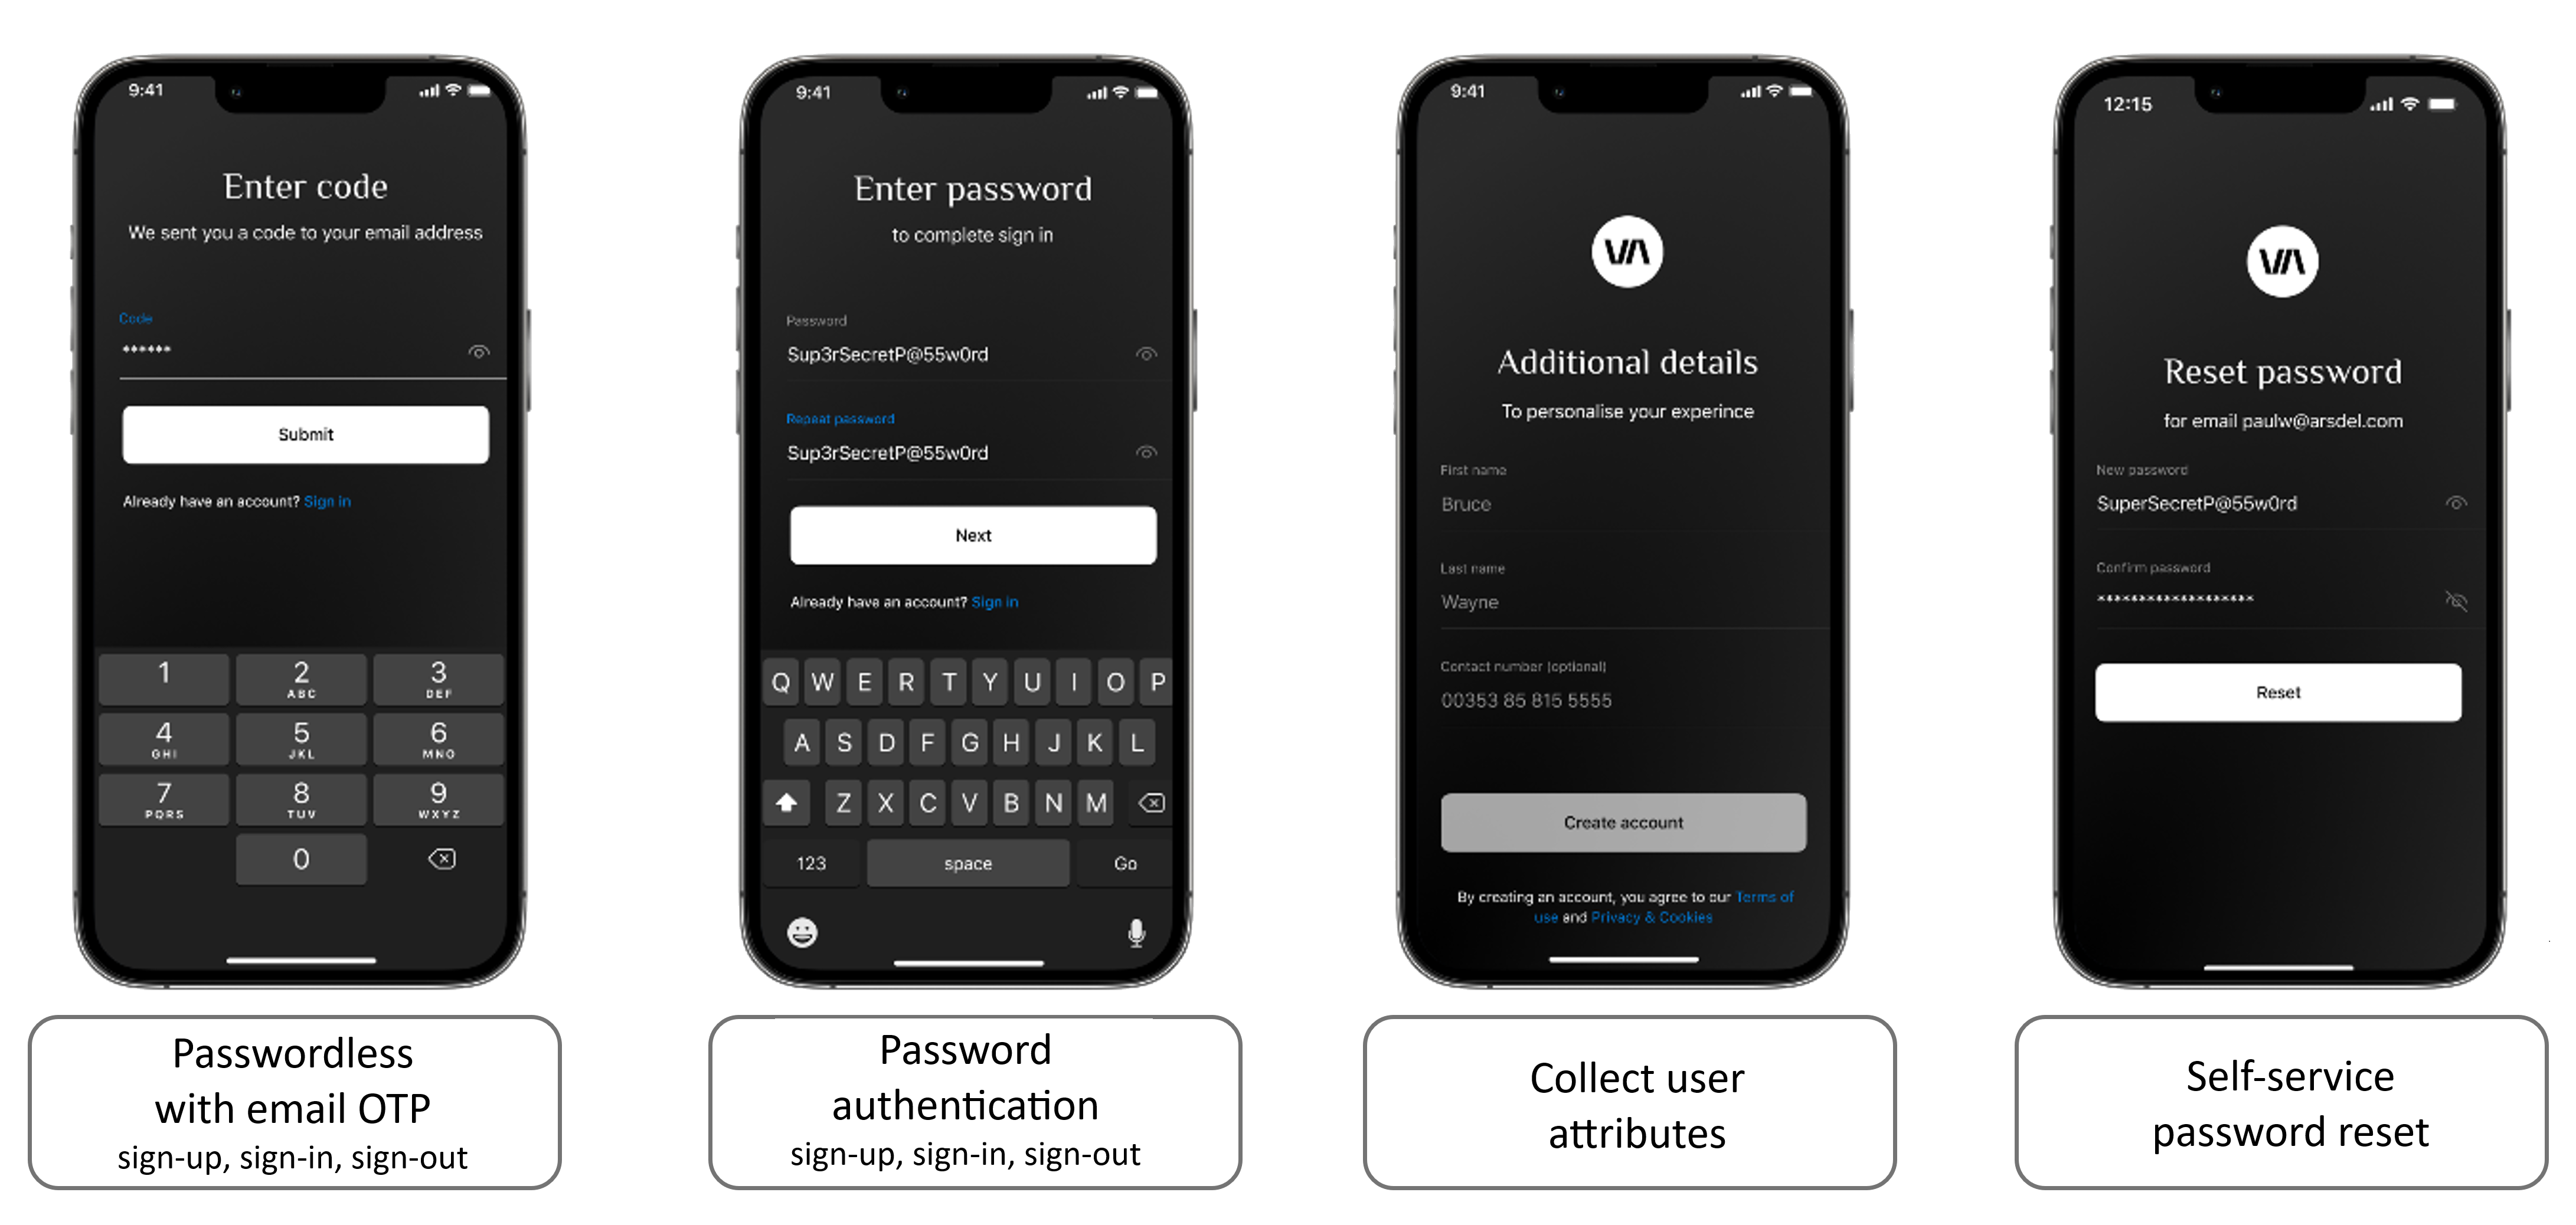 9:41
Enter code
We sent you a code to your email address
Code
******
Submit
Already have an account? Sign in
1
2
ABC
3
DEF
4
GHI
5
JKL
6
MNO
7
PQRS
8
TUV
9
WXYZ
0
Passwordless
with email OTP
sign-up, sign-in, sign-out
9:41
Enter password
to complete sign in
Password
Sup3rSecretP@55w0rd
Repeat password
Sup3rSecretP@55w0rd
Next
Already have an account? Sign in
Q W E R T Y U I O P
A S D F G H J K L
Z X C V B N M
123 space Go
Password
authentication
sign-up, sign-in, sign-out
9:41
VA
Additional details
To personalise your experince
First name
Bruce
Last name
Wayne
Contact number (optional)
00353 85 815 5555
Create account
By creating an account, you agree to our Terms of
use and Privacy & Cookies
Collect user
attributes
12:15
VA
Reset password
for email paulw@arsdel.com
New password
SuperSecretP@55w0rd
Confirm password
*******************
Reset
Self-service
password reset